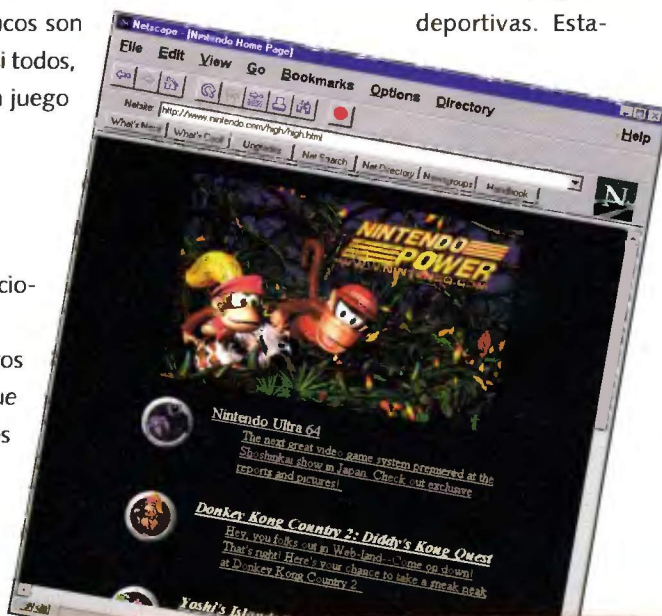 ncos son
i todos,
n juego
cio-
os
ue
es
deportivas. Esta-
Netscape - [Nintendo Home Page]
File Edit View Go Bookmarks Options Directory Help
Netsite: http://www.nintendo.com/high/high.html
What's New What's Cool Upgrades Net Search Net Directory Newsgroups Handbook
N
NINTENDO
POWER
WWW.NINTENDO.COM
Nintendo Ultra 64
The next great video game system premiered at the
Shoshinkai show in Japan. Check out exclusive
reports and pictures!
Donkey Kong Country 2: Diddy's Kong Quest
Hey, you folks out in Web-land--Come on down!
That's right! Here's your chance to take a sneak peak
at Donkey Kong Country 2
Yoshi's Island